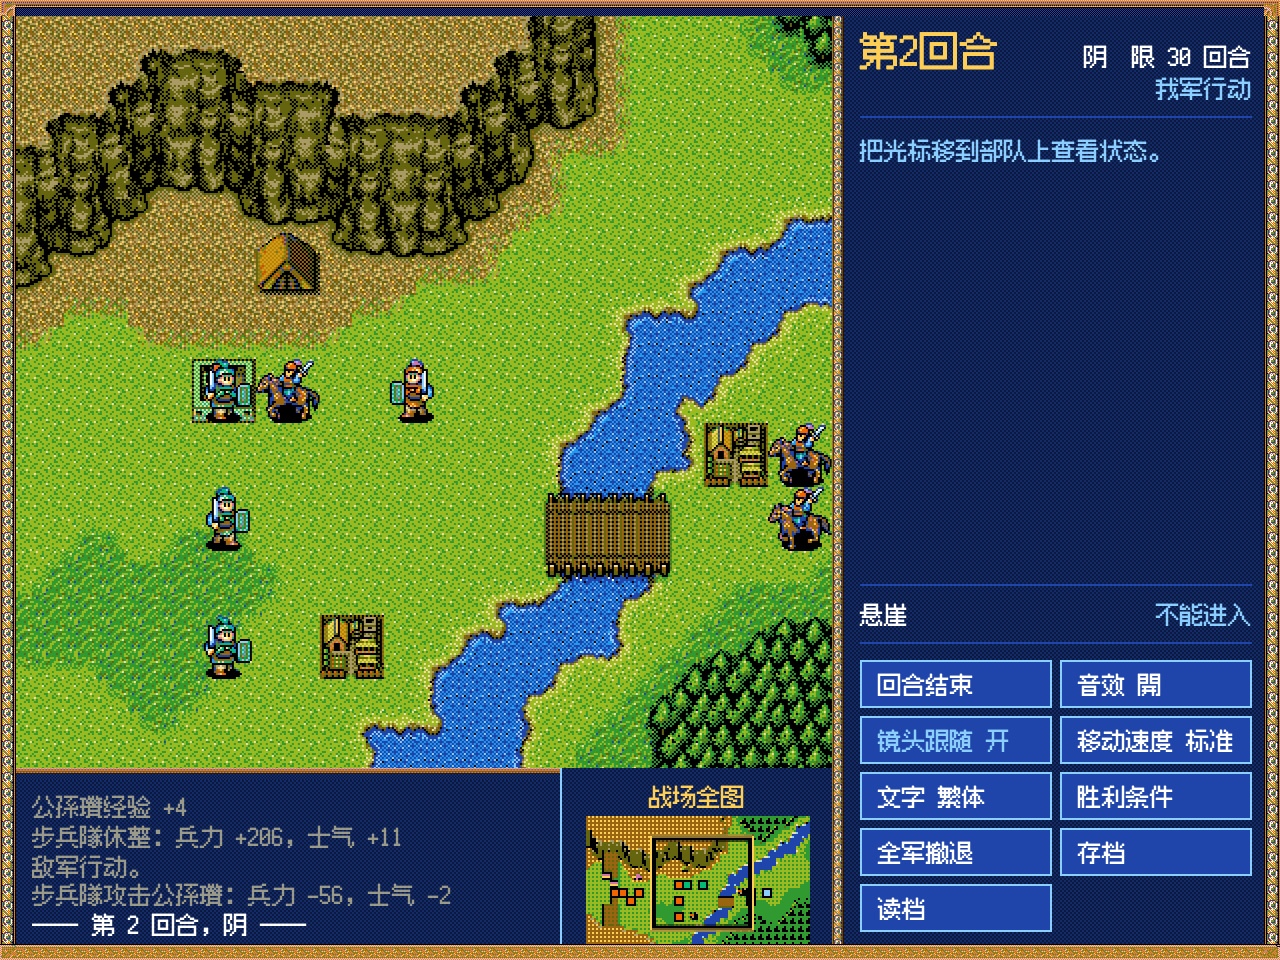 第2回合
阴 限 30 回合
我军行动
把光标移到部队上查看状态。
悬崖 不能进入
回合结束 音效 開
镜头跟随 开 移动速度 标准
文字 繁体 胜利条件
全军撤退 存档
读档
公孫瓚经验 +4
步兵隊休整：兵力 +206，士气 +11
敌军行动。
步兵隊攻击公孫瓚：兵力 -56，士气 -2
—— 第 2 回合，阴 ——
战场全图